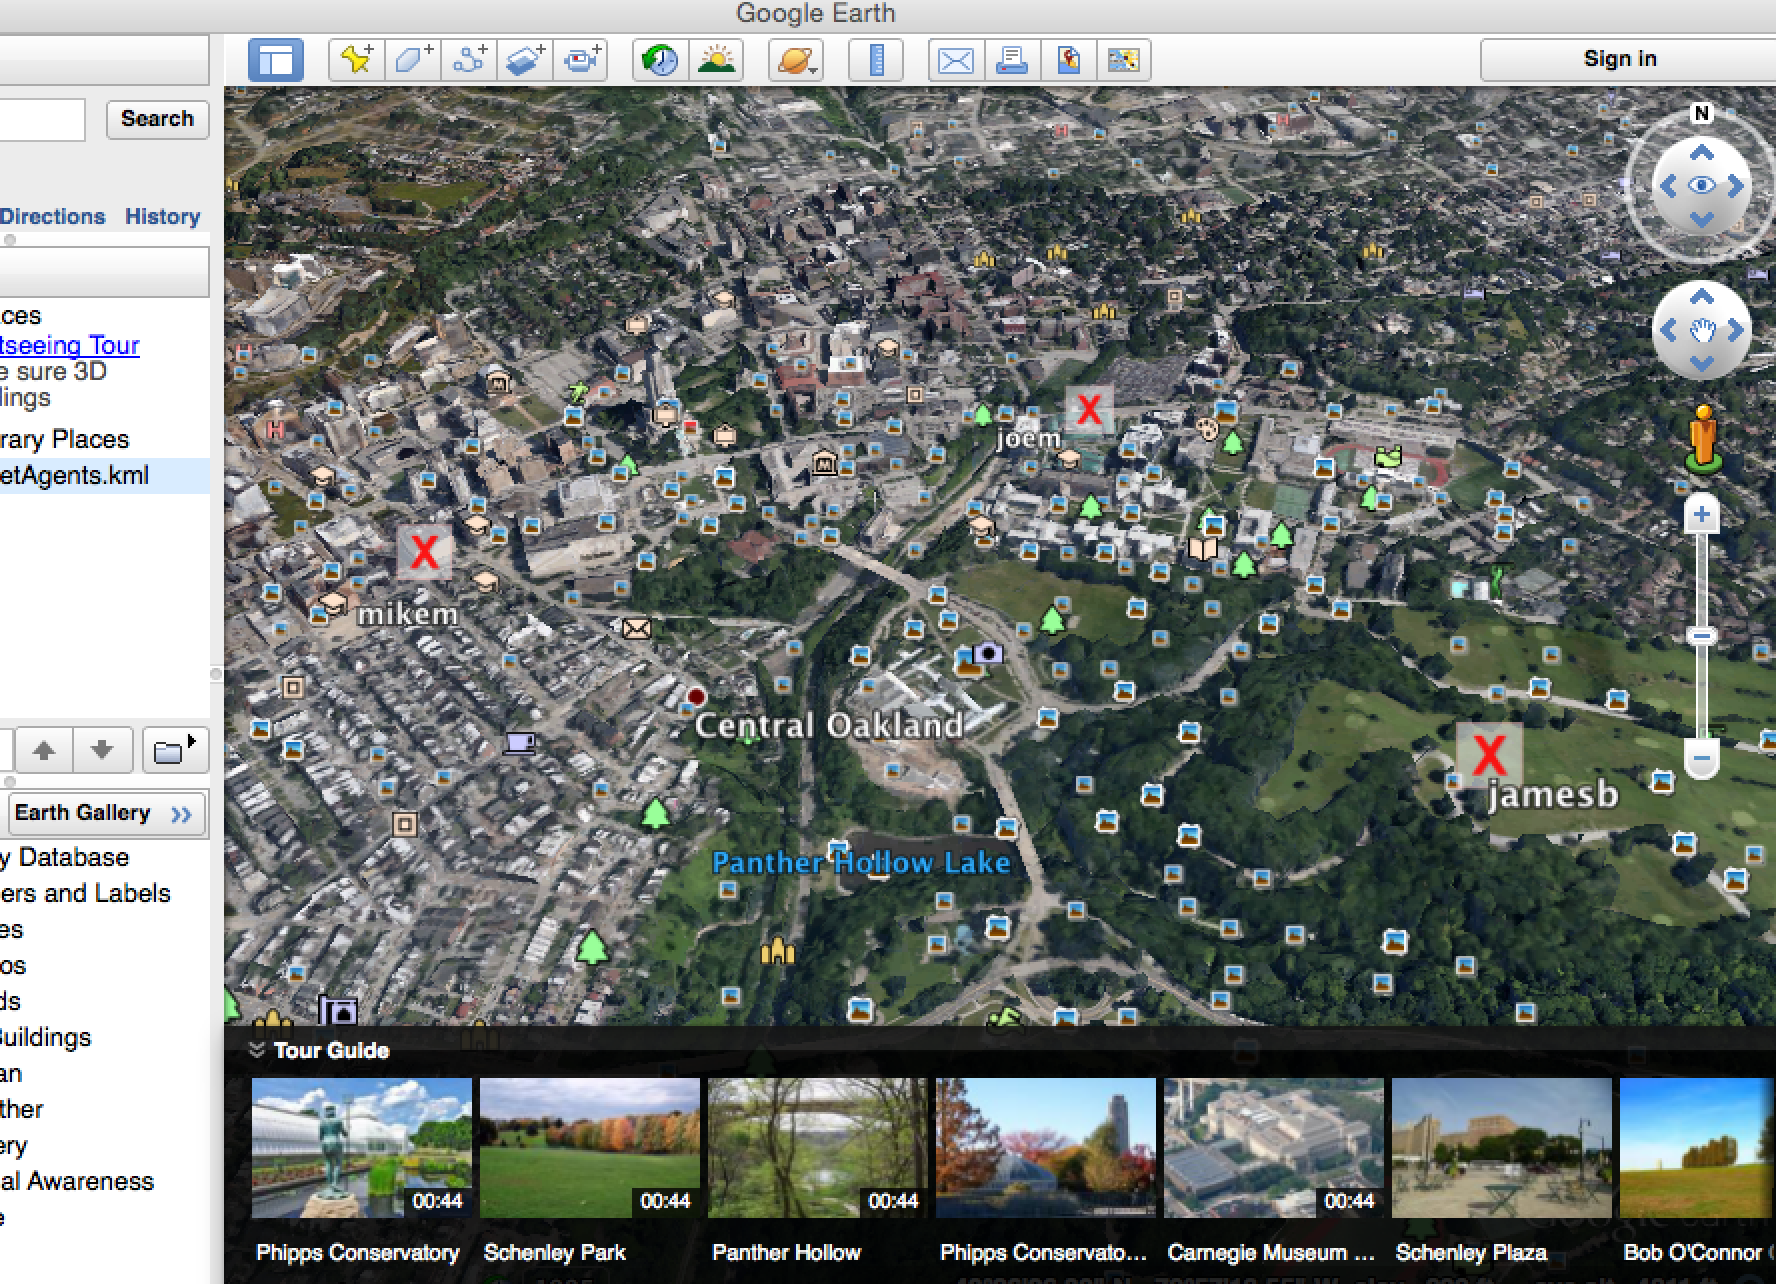 Google Earth
Sign in
Search
Directions History
ces
tseeing Tour
e sure 3D
lings
rary Places
etAgents.kml
Earth Gallery
y Database
ers and Labels
es
os
ds
uildings
an
ther
ery
al Awareness
e
N
joem
mikem
Central Oakland
jamesb
Panther Hollow Lake
Tour Guide
00:44
00:44
00:44
00:44
Phipps Conservatory
Schenley Park
Panther Hollow
Phipps Conservato...
Carnegie Museum ...
Schenley Plaza
Bob O'Connor